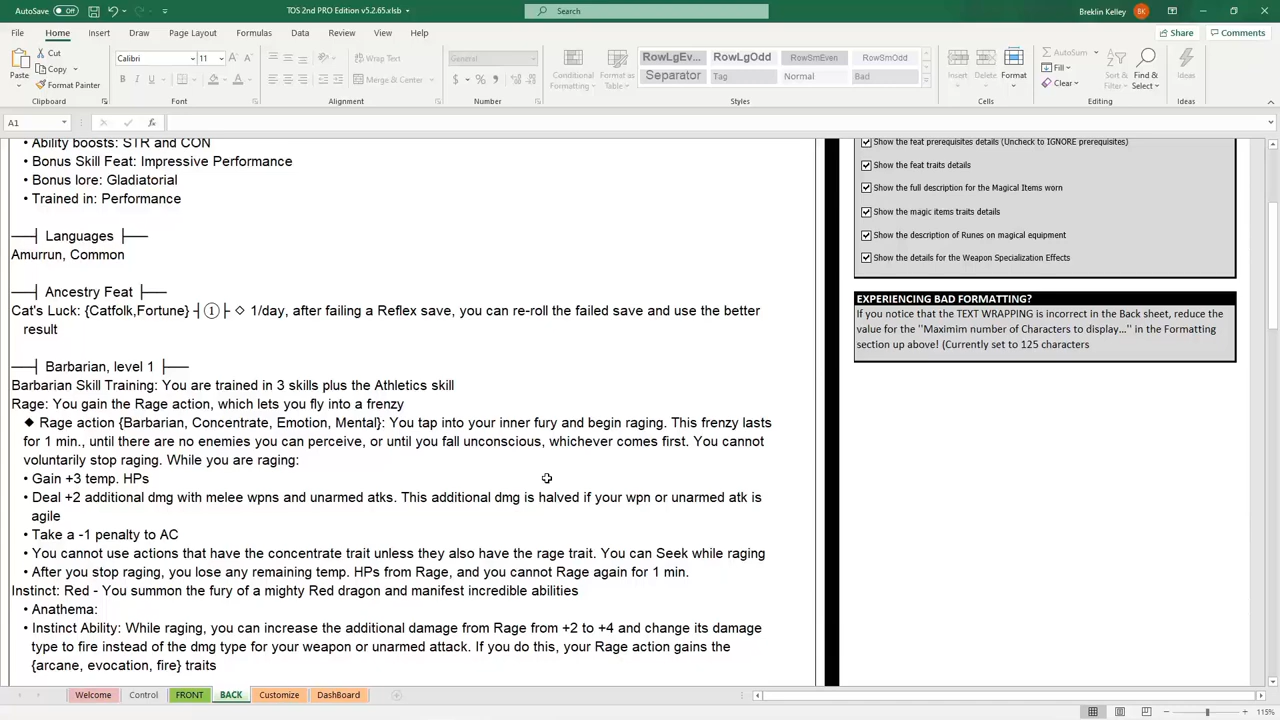 AutoSave Off
TOS 2nd PRO Edition v5.2.65.xlsb
Search
Breklin Kelley BK
File Home Insert Draw Page Layout Formulas Data Review View Help
Share Comments
Paste Cut Copy Format Painter
Calibri 11
B I U
Wrap Text
Merge & Center
General
$ % ,
Conditional Formatting
Format as Table
RowLgEv... RowLgOdd RowSmEven RowSmOdd
Separator Tag Normal Bad
Insert Delete Format
AutoSum
Fill
Clear
Sort & Filter
Find & Select
Ideas
Clipboard Font Alignment Number Styles Cells Editing Ideas
A1 fx
• Ability boosts: STR and CON
• Bonus Skill Feat: Impressive Performance
• Bonus lore: Gladiatorial
• Trained in: Performance
──┤ Languages ├──
Amurrun, Common
──┤ Ancestry Feat ├──
Cat's Luck: {Catfolk,Fortune} ┤①├ ◇ 1/day, after failing a Reflex save, you can re-roll the failed save and use the better
result
──┤ Barbarian, level 1 ├──
Barbarian Skill Training: You are trained in 3 skills plus the Athletics skill
Rage: You gain the Rage action, which lets you fly into a frenzy
◆ Rage action {Barbarian, Concentrate, Emotion, Mental}: You tap into your inner fury and begin raging. This frenzy lasts
for 1 min., until there are no enemies you can perceive, or until you fall unconscious, whichever comes first. You cannot
voluntarily stop raging. While you are raging:
• Gain +3 temp. HPs
• Deal +2 additional dmg with melee wpns and unarmed atks. This additional dmg is halved if your wpn or unarmed atk is
agile
• Take a -1 penalty to AC
• You cannot use actions that have the concentrate trait unless they also have the rage trait. You can Seek while raging
• After you stop raging, you lose any remaining temp. HPs from Rage, and you cannot Rage again for 1 min.
Instinct: Red - You summon the fury of a mighty Red dragon and manifest incredible abilities
• Anathema:
• Instinct Ability: While raging, you can increase the additional damage from Rage from +2 to +4 and change its damage
type to fire instead of the dmg type for your weapon or unarmed attack. If you do this, your Rage action gains the
{arcane, evocation, fire} traits
Show the feat prerequisites details (Uncheck to IGNORE prerequisites)
Show the feat traits details
Show the full description for the Magical Items worn
Show the magic items traits details
Show the description of Runes on magical equipment
Show the details for the Weapon Specialization Effects
EXPERIENCING BAD FORMATTING?
If you notice that the TEXT WRAPPING is incorrect in the Back sheet, reduce the
value for the "Maximim number of Characters to display…" in the Formatting
section up above! (Currently set to 125 characters
Welcome Control FRONT BACK Customize DashBoard
115%